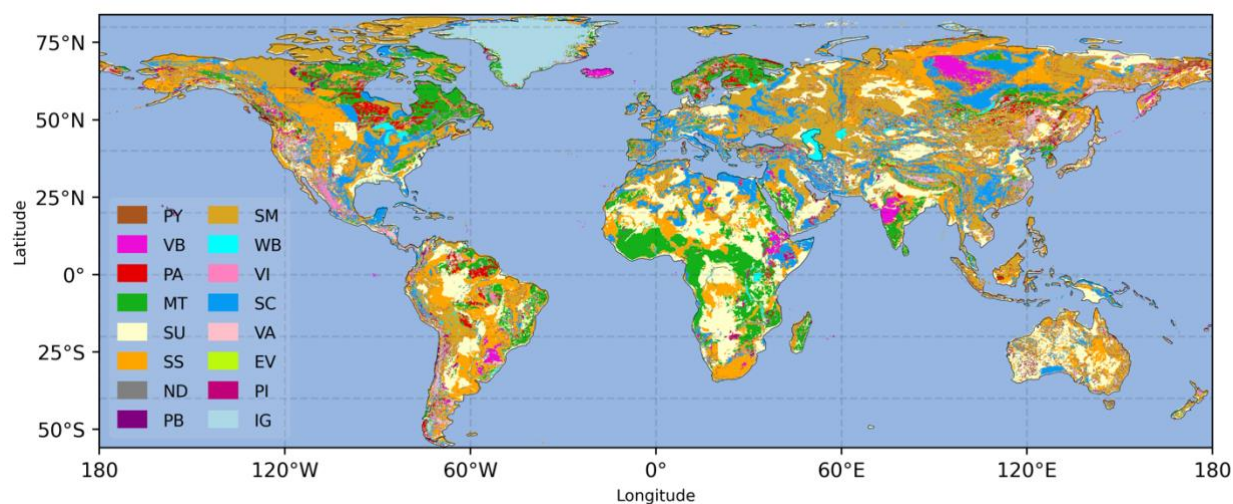 75°N
50°N
25°N
0°
25°S
50°S
Latitude
PY SM
VB WB
PA VI
MT SC
SU VA
SS EV
ND PI
PB IG
180 120°W 60°W 0° 60°E 120°E 180
Longitude